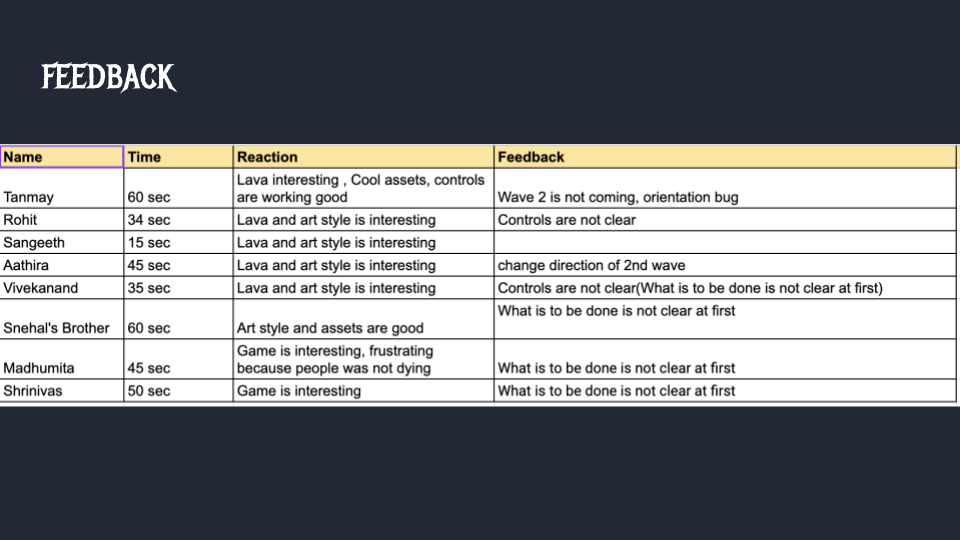 FEEDBACK
Name Time Reaction Feedback
Lava interesting , Cool assets, controls
Tanmay 60 sec are working good Wave 2 is not coming, orientation bug
Rohit 34 sec Lava and art style is interesting Controls are not clear
Sangeeth 15 sec Lava and art style is interesting
Aathira 45 sec Lava and art style is interesting change direction of 2nd wave
Vivekanand 35 sec Lava and art style is interesting Controls are not clear(What is to be done is not clear at first)
What is to be done is not clear at first
Snehal's Brother 60 sec Art style and assets are good
Game is interesting, frustrating
Madhumita 45 sec because people was not dying What is to be done is not clear at first
Shrinivas 50 sec Game is interesting What is to be done is not clear at first